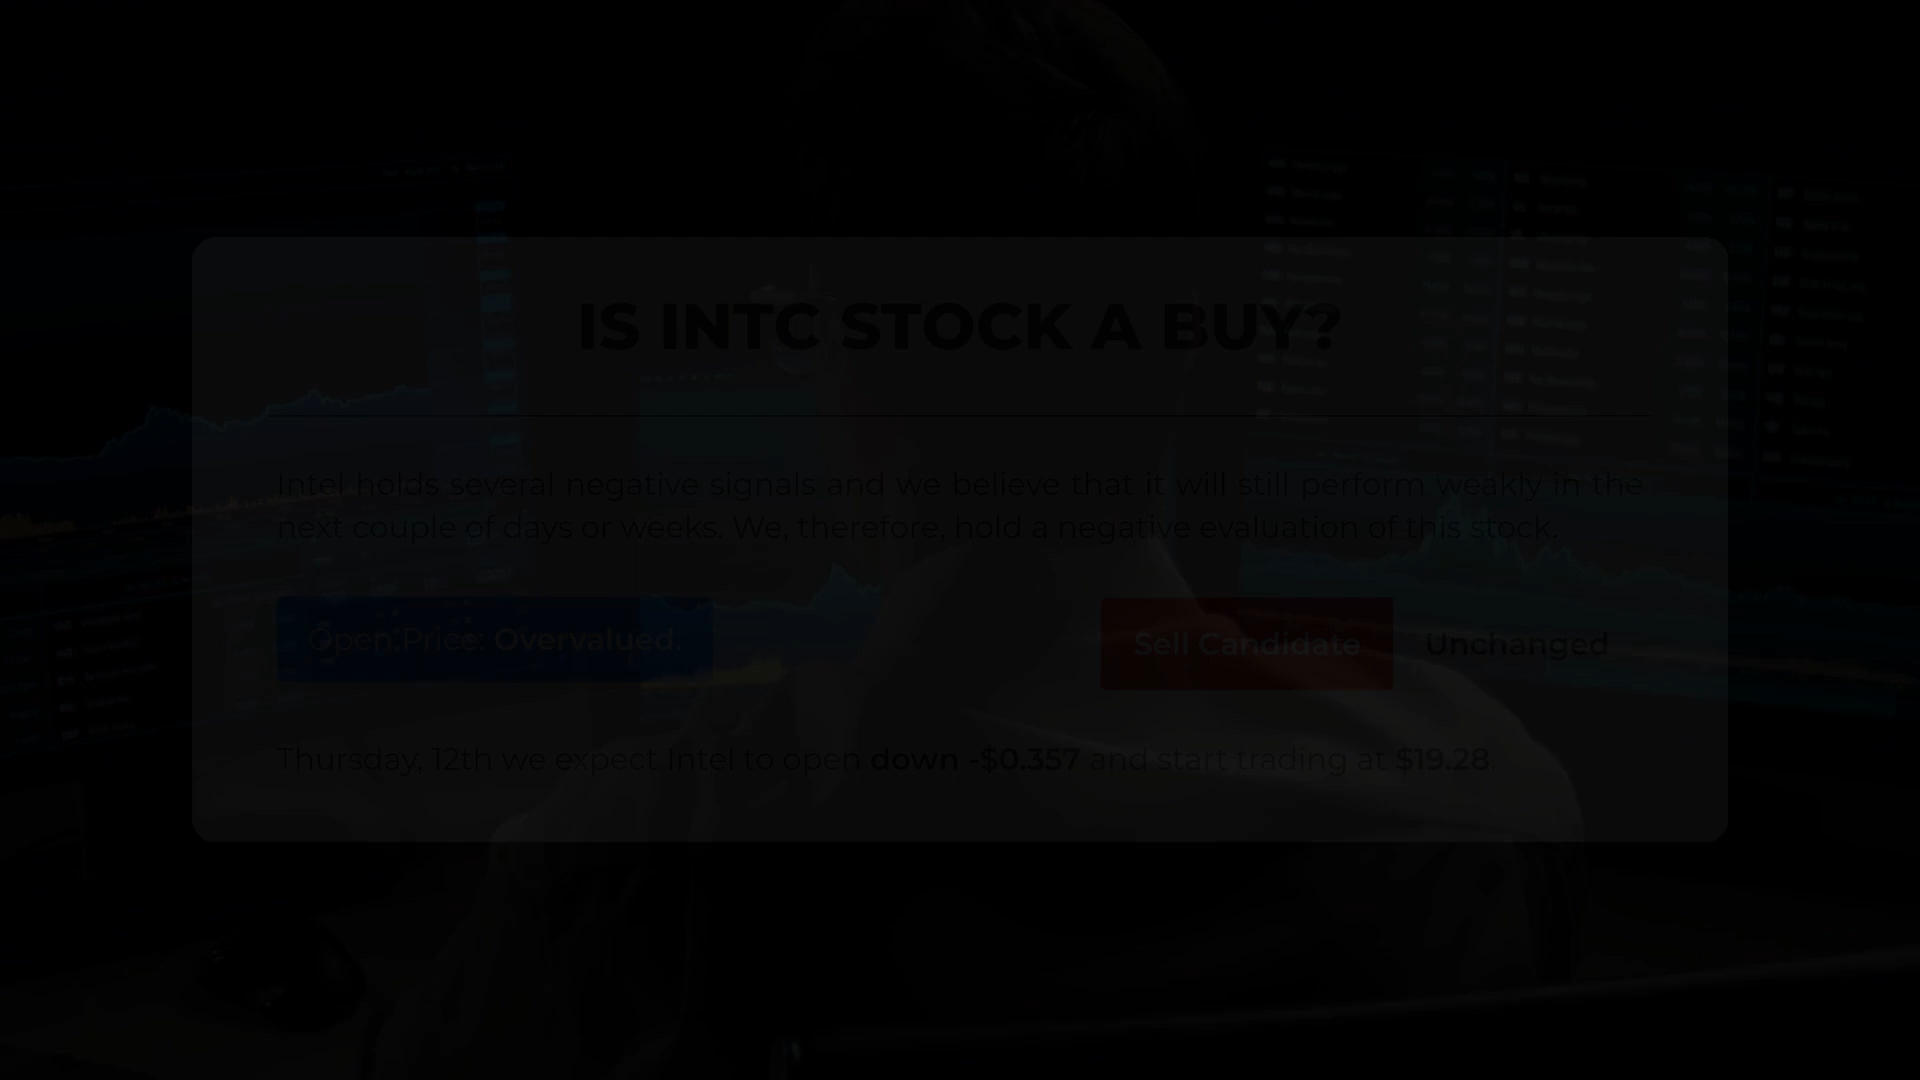 IS INTC STOCK A BUY?
Intel holds several negative signals and we believe that it will still perform weakly in the
next couple of days or weeks. We, therefore, hold a negative evaluation of this stock.
Open Price: Overvalued.
Sell Candidate Unchanged
Thursday, 12th we expect Intel to open down -$0.357 and start trading at $19.28.